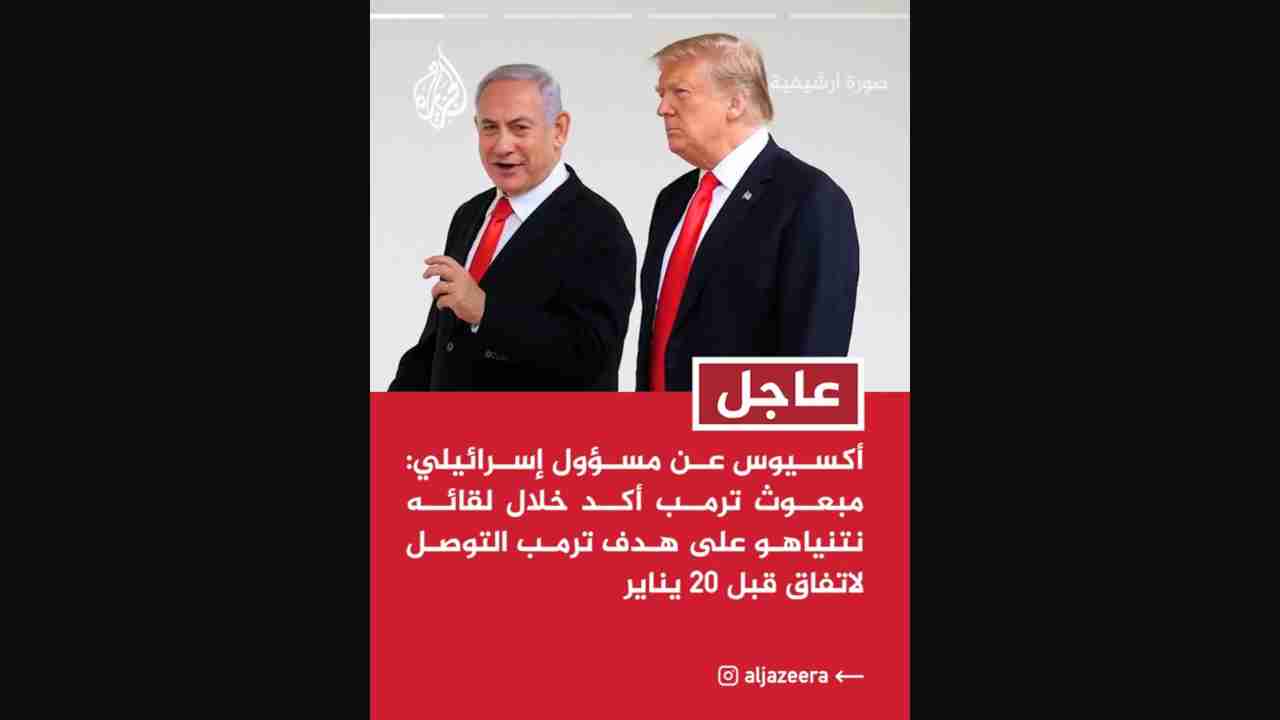 الجزيرة
صورة أرشيفية
عاجل
أكسيوس عن مسؤول إسرائيلي:
مبعوث ترمب أكد خلال لقائه
نتنياهو على هدف ترمب التوصل
لاتفاق قبل 20 يناير
aljazeera